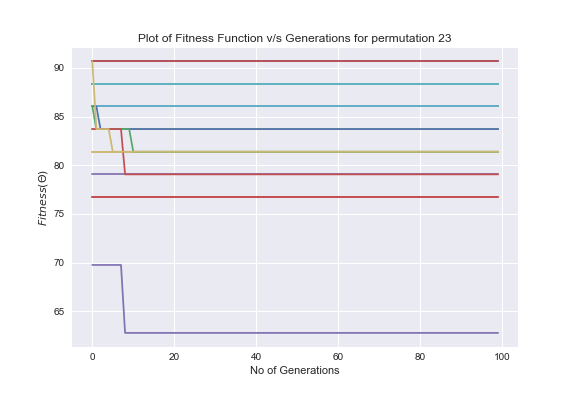 Plot of Fitness Function v/s Generations for permutation 23
90
85
80
75
70
65
Fitness(Θ)
0 20 40 60 80 100
No of Generations